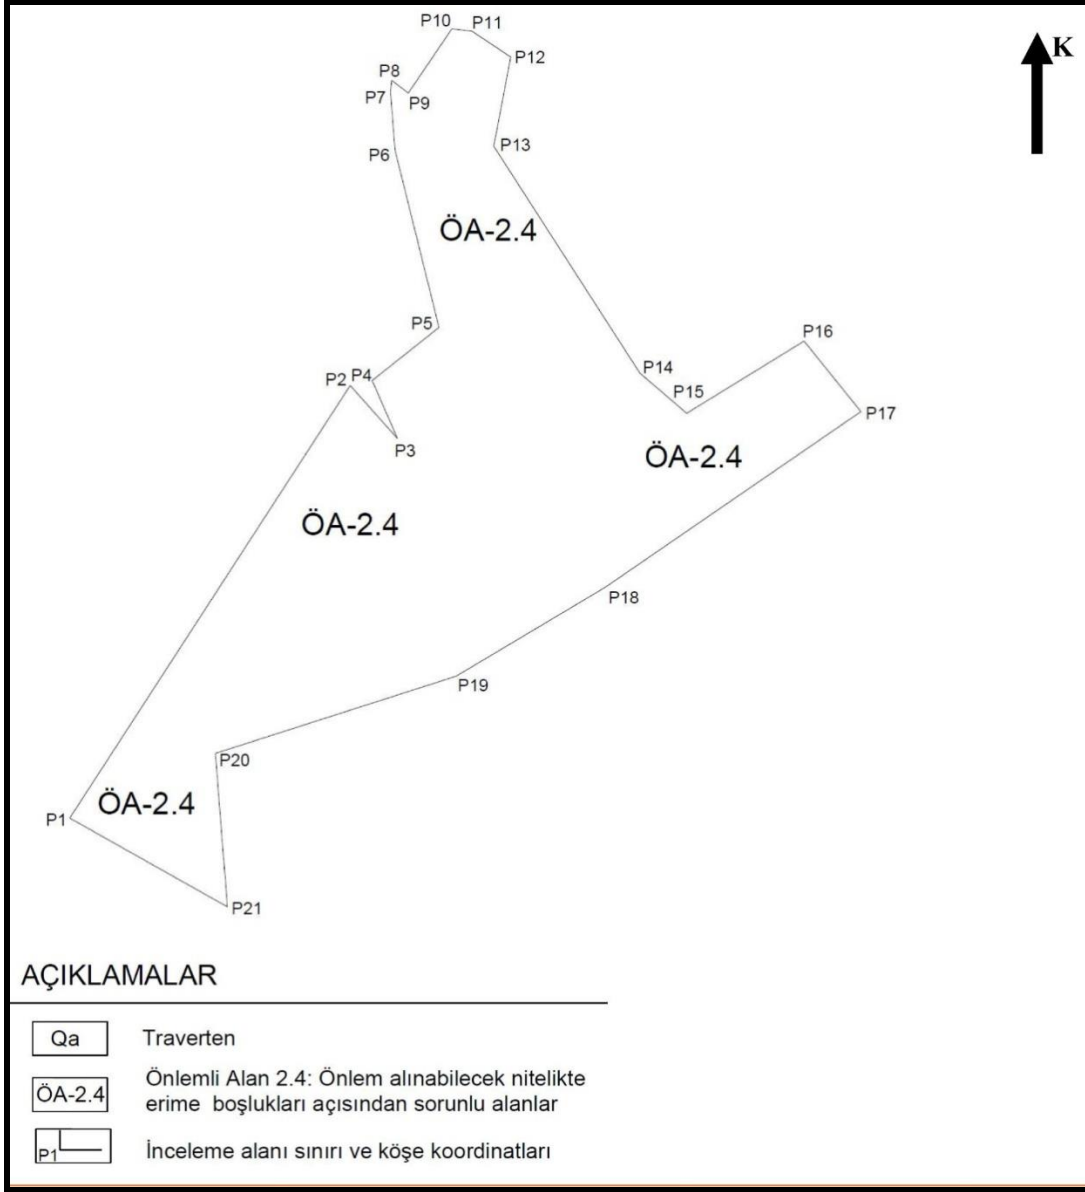 P10
P11
K
P12
P8
P7
P9
P13
P6
ÖA-2.4
P5
P16
P14
P2
P4
P15
P17
P3
ÖA-2.4
ÖA-2.4
P18
P19
P20
ÖA-2.4
P1
P21
AÇIKLAMALAR
Qa
Traverten
ÖA-2.4
Önlemli Alan 2.4: Önlem alınabilecek nitelikte
erime boşlukları açısından sorunlu alanlar
P1
İnceleme alanı sınırı ve köşe koordinatları